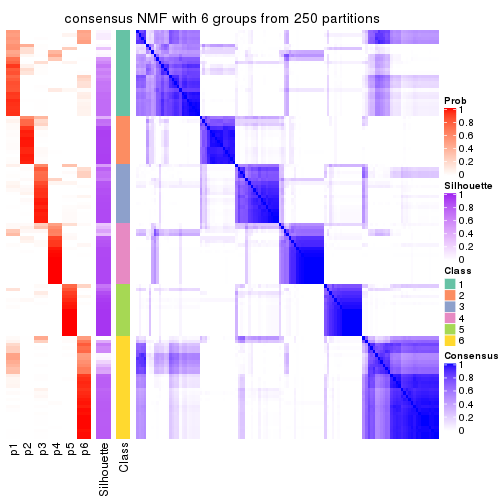 consensus NMF with 6 groups from 250 partitions
Prob
1
0.8
0.6
0.4
0.2
0
Silhouette
1
0.8
0.6
0.4
0.2
0
Class
1
2
3
4
5
6
Consensus
1
0.8
0.6
0.4
0.2
0
p1
p2
p3
p4
p5
p6
Silhouette
Class